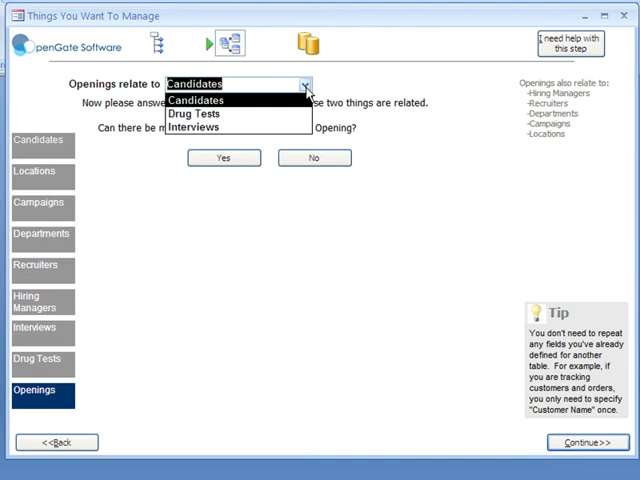 Things You Want To Manage
penGate Software
I need help with
this step
Openings relate to Candidates
Candidates
Drug Tests
Interviews
Now please answe
se two things are related.
Can there be m
Opening?
Yes
No
Openings also relate to:
-Hiring Managers
-Recruiters
-Departments
-Campaigns
-Locations
Candidates
Locations
Campaigns
Departments
Recruiters
Hiring
Managers
Interviews
Drug Tests
Openings
Tip
You don't need to repeat
any fields you've already
defined for another
table. For example, if
you are tracking
customers and orders,
you only need to specify
"Customer Name" once.
<<Back
Continue>>